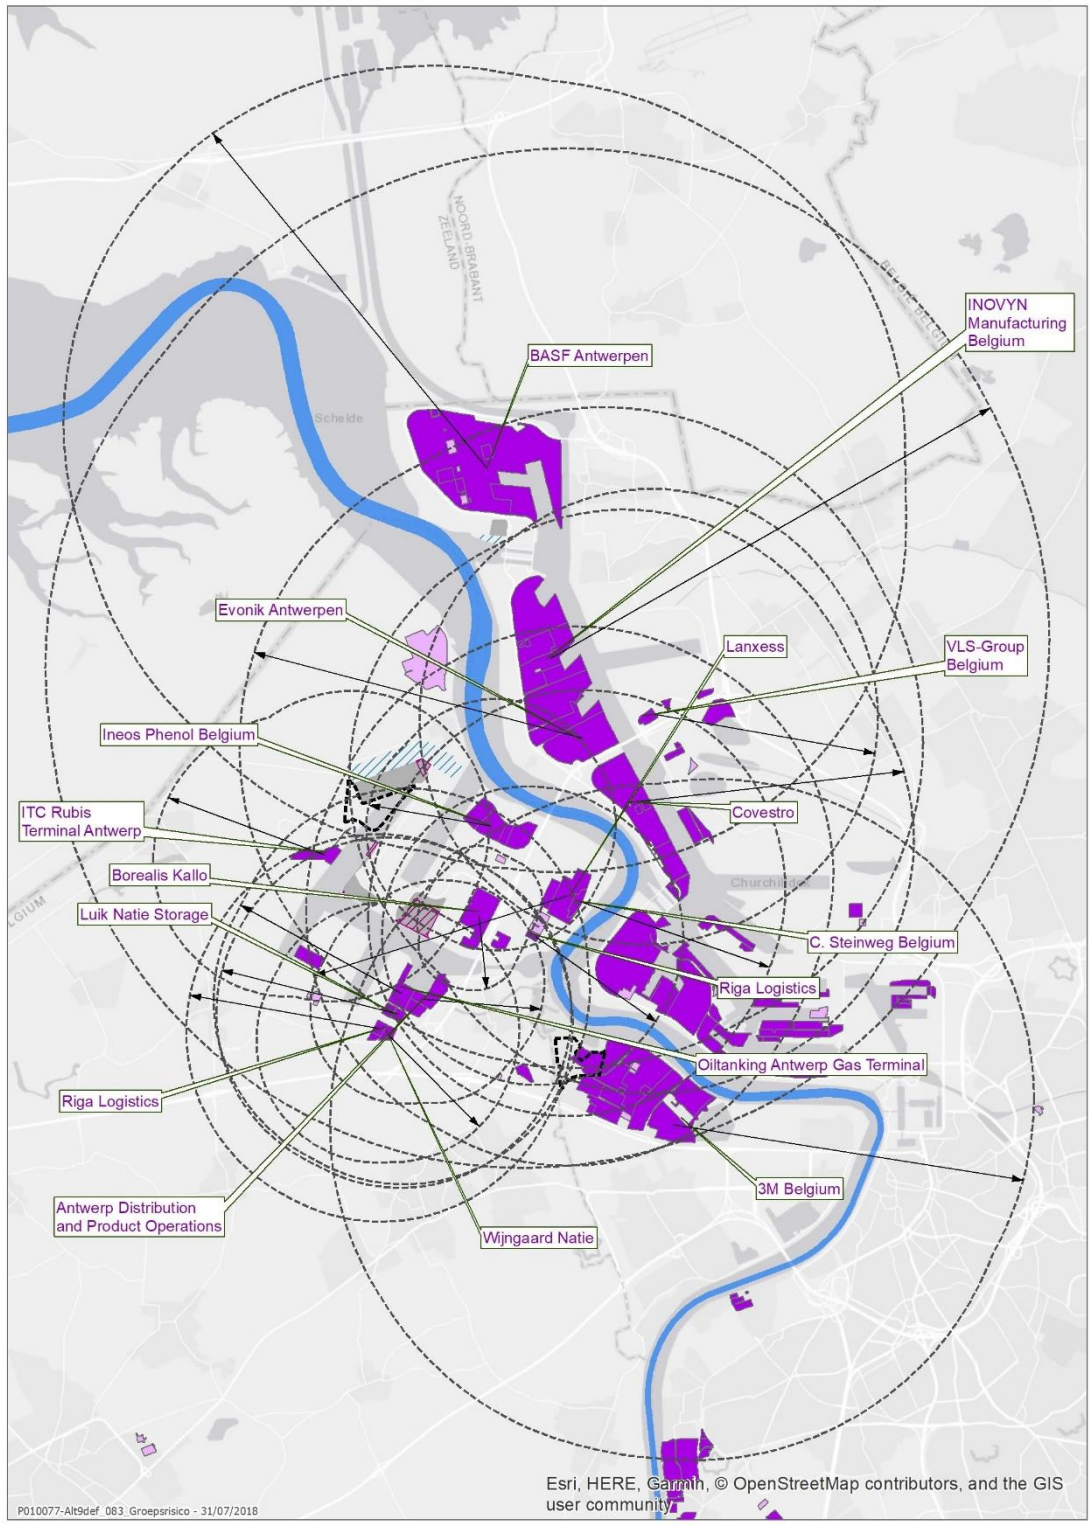 NOORD-BRABANT
ZEELAND
INOVYN
Manufacturing
Belgium
BASF Antwerpen
Schelde
Evonik Antwerpen
Lanxess
VLS-Group
Belgium
Ineos Phenol Belgium
ITC Rubis
Terminal Antwerp
Covestro
Borealis Kallo
Luik Natie Storage
C. Steinweg Belgium
Riga Logistics
Oiltanking Antwerp Gas Terminal
Riga Logistics
3M Belgium
Antwerp Distribution
and Product Operations
Wijngaard Natie
Esri, HERE, Garmin, © OpenStreetMap contributors, and the GIS
user community
P010077-Alt9def_083_Groepsrisico - 31/07/2018